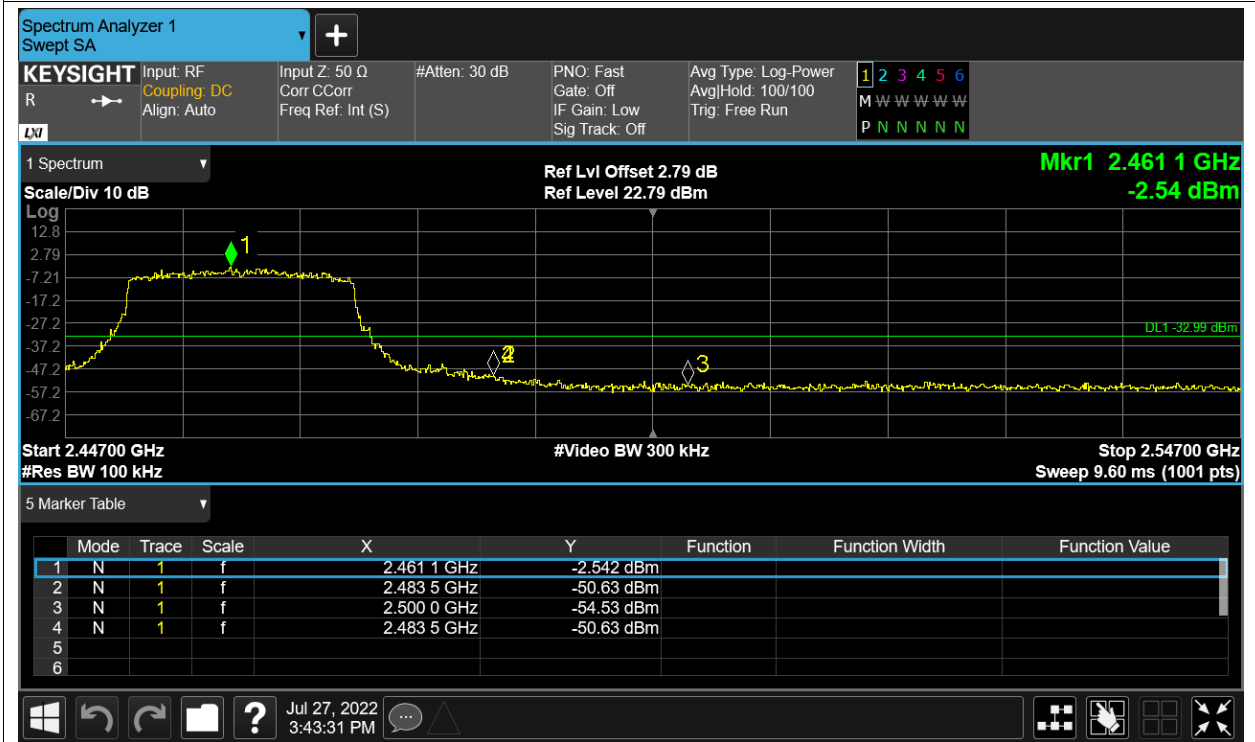 Spectrum Analyzer 1
Swept SA
+
KEYSIGHT Input: RF Input Z: 50 Ω #Atten: 30 dB PNO: Fast Avg Type: Log-Power 1 2 3 4 5 6
R Coupling: DC Corr CCorr Gate: Off Avg|Hold: 100/100 M W W W W W
Align: Auto Freq Ref: Int (S) IF Gain: Low Trig: Free Run
LXI Sig Track: Off P N N N N N
1 Spectrum Ref Lvl Offset 2.79 dB Mkr1 2.461 1 GHz
Scale/Div 10 dB Ref Level 22.79 dBm -2.54 dBm
Log
12.8
1
2.79
-7.21
-17.2
-27.2
DL1 -32.99 dBm
-37.2
3
-47.2
-57.2
-67.2
Start 2.44700 GHz #Video BW 300 kHz Stop 2.54700 GHz
#Res BW 100 kHz Sweep 9.60 ms (1001 pts)
5 Marker Table
Mode Trace Scale X Y Function Function Width Function Value
1 N 1 f 2.461 1 GHz -2.542 dBm
2 N 1 f 2.483 5 GHz -50.63 dBm
3 N 1 f 2.500 0 GHz -54.53 dBm
4 N 1 f 2.483 5 GHz -50.63 dBm
5
6
? Jul 27, 2022
3:43:31 PM